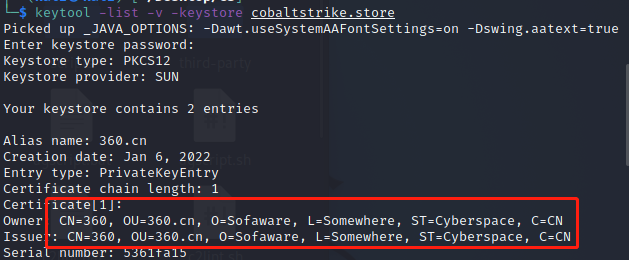 $ keytool -list -v -keystore cobaltstrike.store
Picked up _JAVA_OPTIONS: -Dawt.useSystemAAFontSettings=on -Dswing.aatext=true
Enter keystore password:
Keystore type: PKCS12
Keystore provider: SUN
Your keystore contains 2 entries
Alias name: 360.cn
Creation date: Jan 6, 2022
Entry type: PrivateKeyEntry
Certificate chain length: 1
Certificate[1]:
Owner: CN=360, OU=360.cn, O=Sofaware, L=Somewhere, ST=Cyberspace, C=CN
Issuer: CN=360, OU=360.cn, O=Sofaware, L=Somewhere, ST=Cyberspace, C=CN
Serial number: 5361fa15